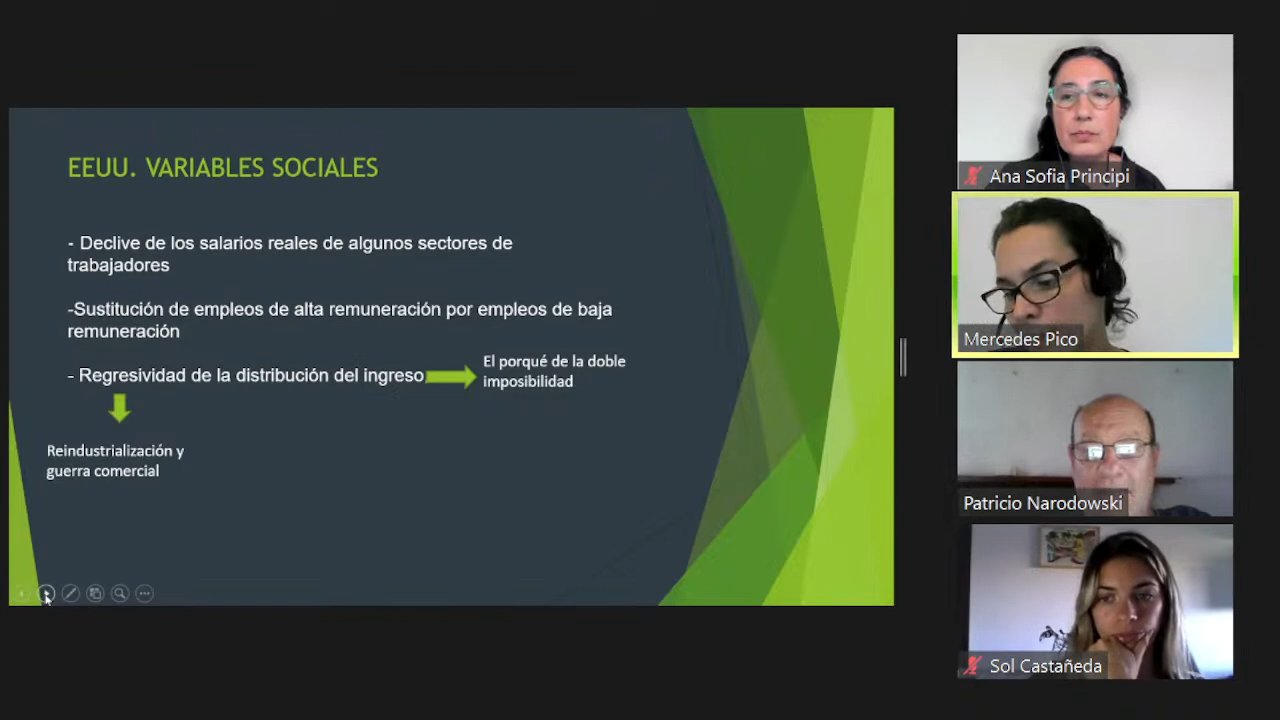 EEUU. VARIABLES SOCIALES
- Declive de los salarios reales de algunos sectores de
trabajadores
-Sustitución de empleos de alta remuneración por empleos de baja
remuneración
- Regresividad de la distribución del ingreso
El porqué de la doble
imposibilidad
Reindustrialización y
guerra comercial
Ana Sofia Principi
Mercedes Pico
Patricio Narodowski
Sol Castañeda